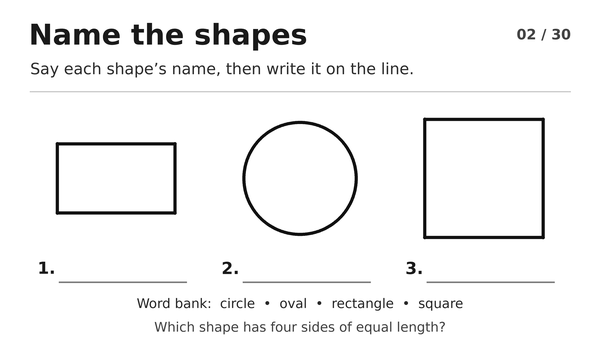 Name the shapes
02 / 30
Say each shape’s name, then write it on the line.
1.
2.
3.
Word bank: circle • oval • rectangle • square
Which shape has four sides of equal length?